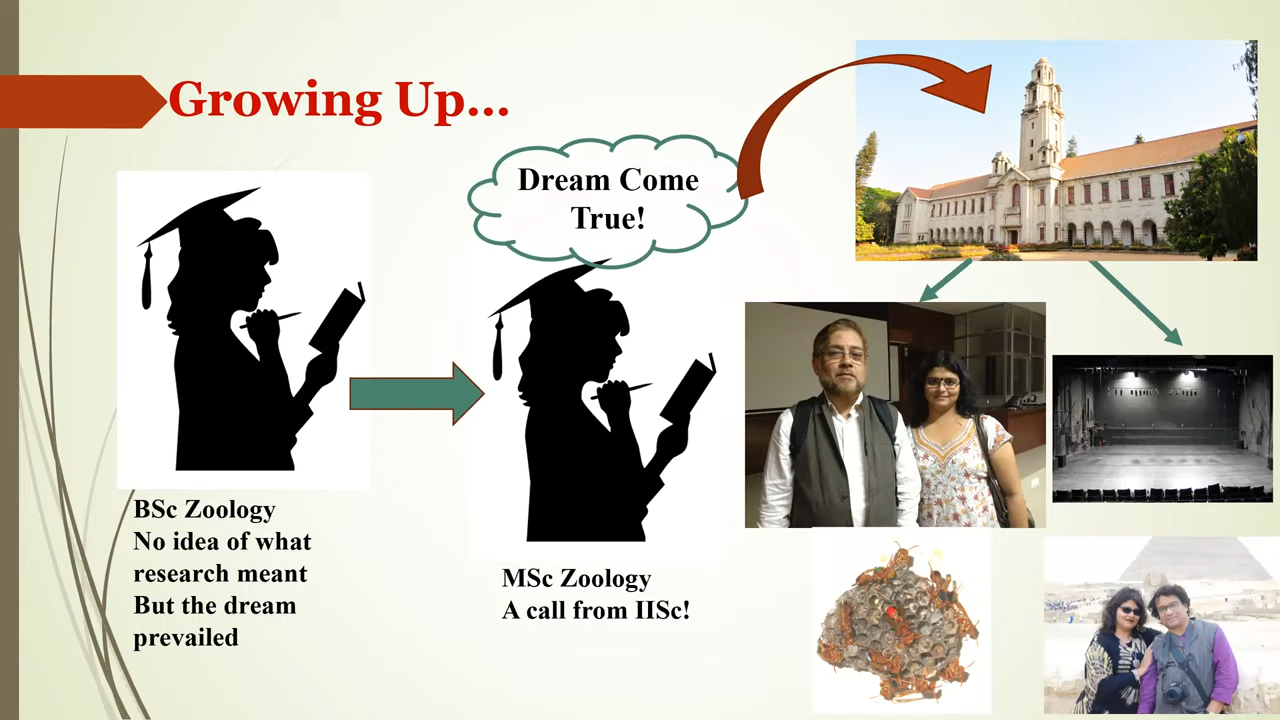 Growing Up...
Dream Come
True!
BSc Zoology
No idea of what
research meant
But the dream
prevailed
MSc Zoology
A call from IISc!